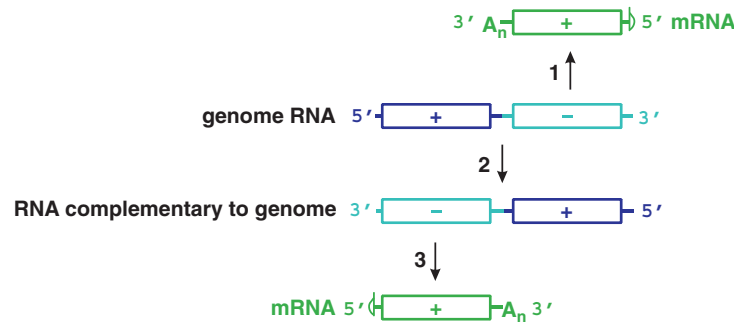 3′ An + 5′ mRNA
1
genome RNA 5′ + − 3′
2
RNA complementary to genome 3′ − + 5′
3
mRNA 5′ + An 3′